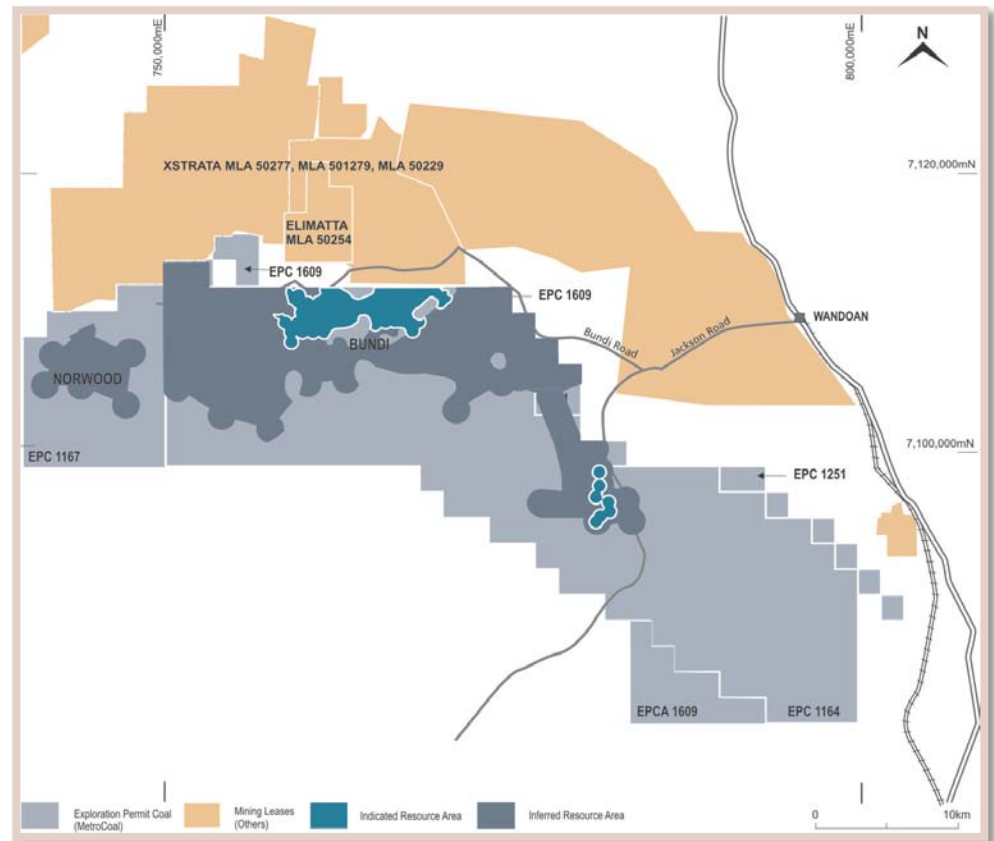 750,000mE
800,000mE
N
XSTRATA MLA 50277, MLA 501279, MLA 50229
7,120,000mN
ELIMATTA
MLA 50254
EPC 1609
EPC 1609
WANDOAN
Bundi Road
Jackson Road
BUNDI
NORWOOD
EPC 1167
7,100,000mN
EPC 1251
EPCA 1609
EPC 1164
Exploration Permit Coal
(MetroCoal)
Mining Leases
(Others)
Indicated Resource Area
Inferred Resource Area
0
10km